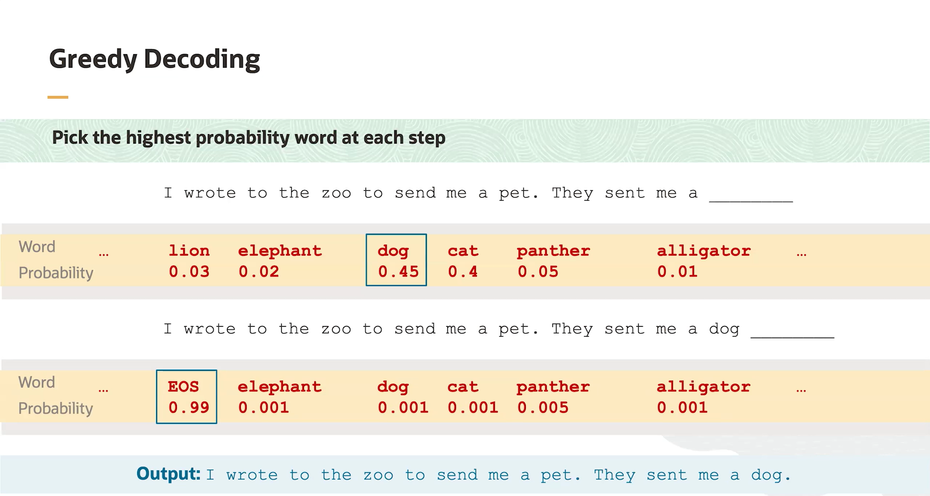 Greedy Decoding
Pick the highest probability word at each step
I wrote to the zoo to send me a pet. They sent me a ________
Word ... lion elephant dog cat panther alligator ...
Probability 0.03 0.02 0.45 0.4 0.05 0.01
I wrote to the zoo to send me a pet. They sent me a dog ________
Word ... EOS elephant dog cat panther alligator ...
Probability 0.99 0.001 0.001 0.001 0.005 0.001
Output: I wrote to the zoo to send me a pet. They sent me a dog.